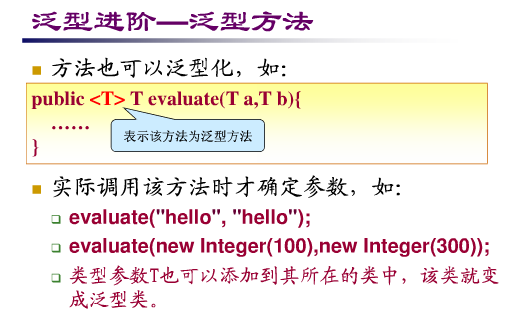 泛型进阶—泛型方法
方法也可以泛型化，如：
public <T> T evaluate(T a,T b){
……
表示该方法为泛型方法
}
实际调用该方法时才确定参数，如：
evaluate("hello", "hello");
evaluate(new Integer(100),new Integer(300));
类型参数T也可以添加到其所在的类中，该类就变
成泛型类。